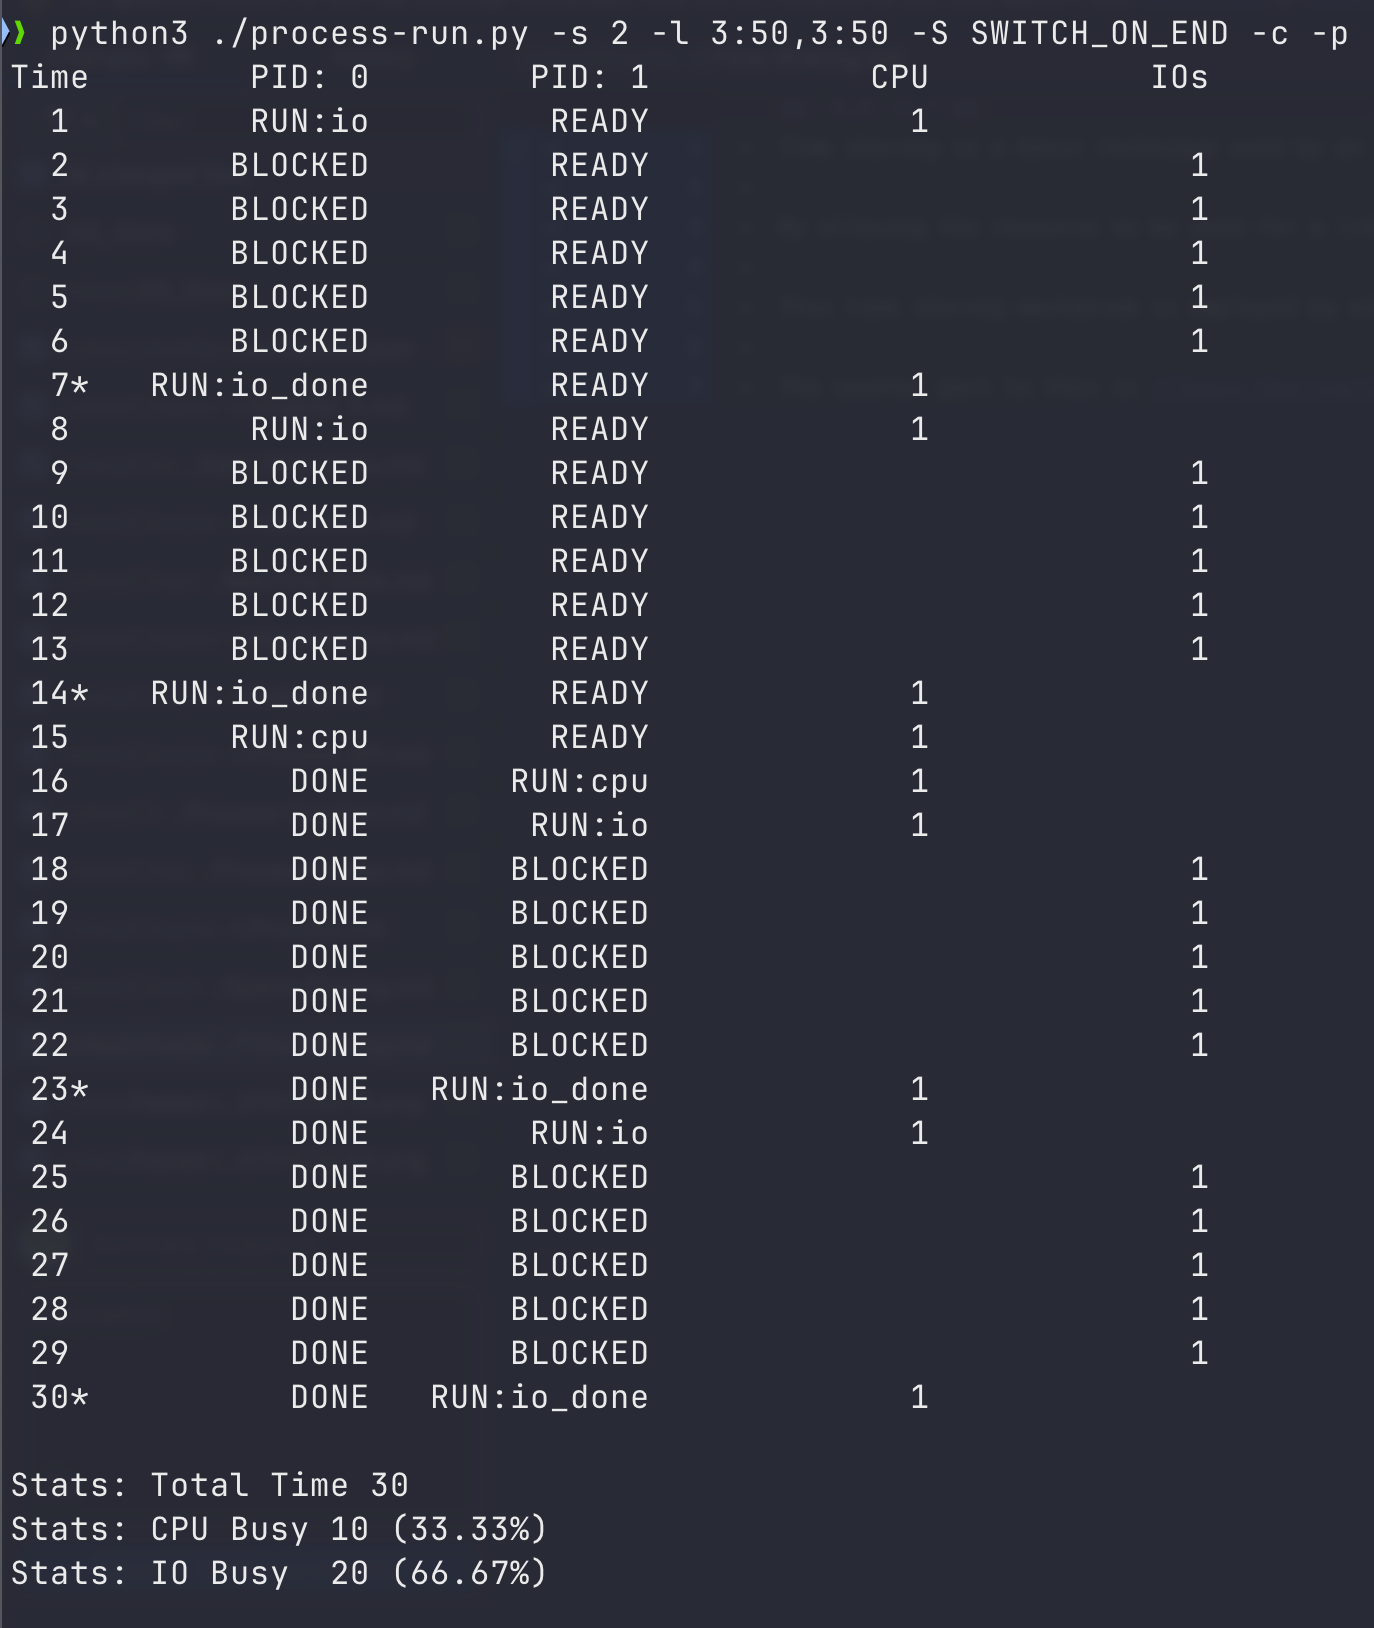 ❯ python3 ./process-run.py -s 2 -l 3:50,3:50 -S SWITCH_ON_END -c -p
Time        PID: 0        PID: 1           CPU           IOs
  1         RUN:io         READY             1
  2        BLOCKED         READY                           1
  3        BLOCKED         READY                           1
  4        BLOCKED         READY                           1
  5        BLOCKED         READY                           1
  6        BLOCKED         READY                           1
  7*   RUN:io_done         READY             1
  8         RUN:io         READY             1
  9        BLOCKED         READY                           1
 10        BLOCKED         READY                           1
 11        BLOCKED         READY                           1
 12        BLOCKED         READY                           1
 13        BLOCKED         READY                           1
 14*   RUN:io_done         READY             1
 15        RUN:cpu         READY             1
 16           DONE       RUN:cpu             1
 17           DONE        RUN:io             1
 18           DONE       BLOCKED                           1
 19           DONE       BLOCKED                           1
 20           DONE       BLOCKED                           1
 21           DONE       BLOCKED                           1
 22           DONE       BLOCKED                           1
 23*          DONE   RUN:io_done             1
 24           DONE        RUN:io             1
 25           DONE       BLOCKED                           1
 26           DONE       BLOCKED                           1
 27           DONE       BLOCKED                           1
 28           DONE       BLOCKED                           1
 29           DONE       BLOCKED                           1
 30*          DONE   RUN:io_done             1

Stats: Total Time 30
Stats: CPU Busy 10 (33.33%)
Stats: IO Busy  20 (66.67%)